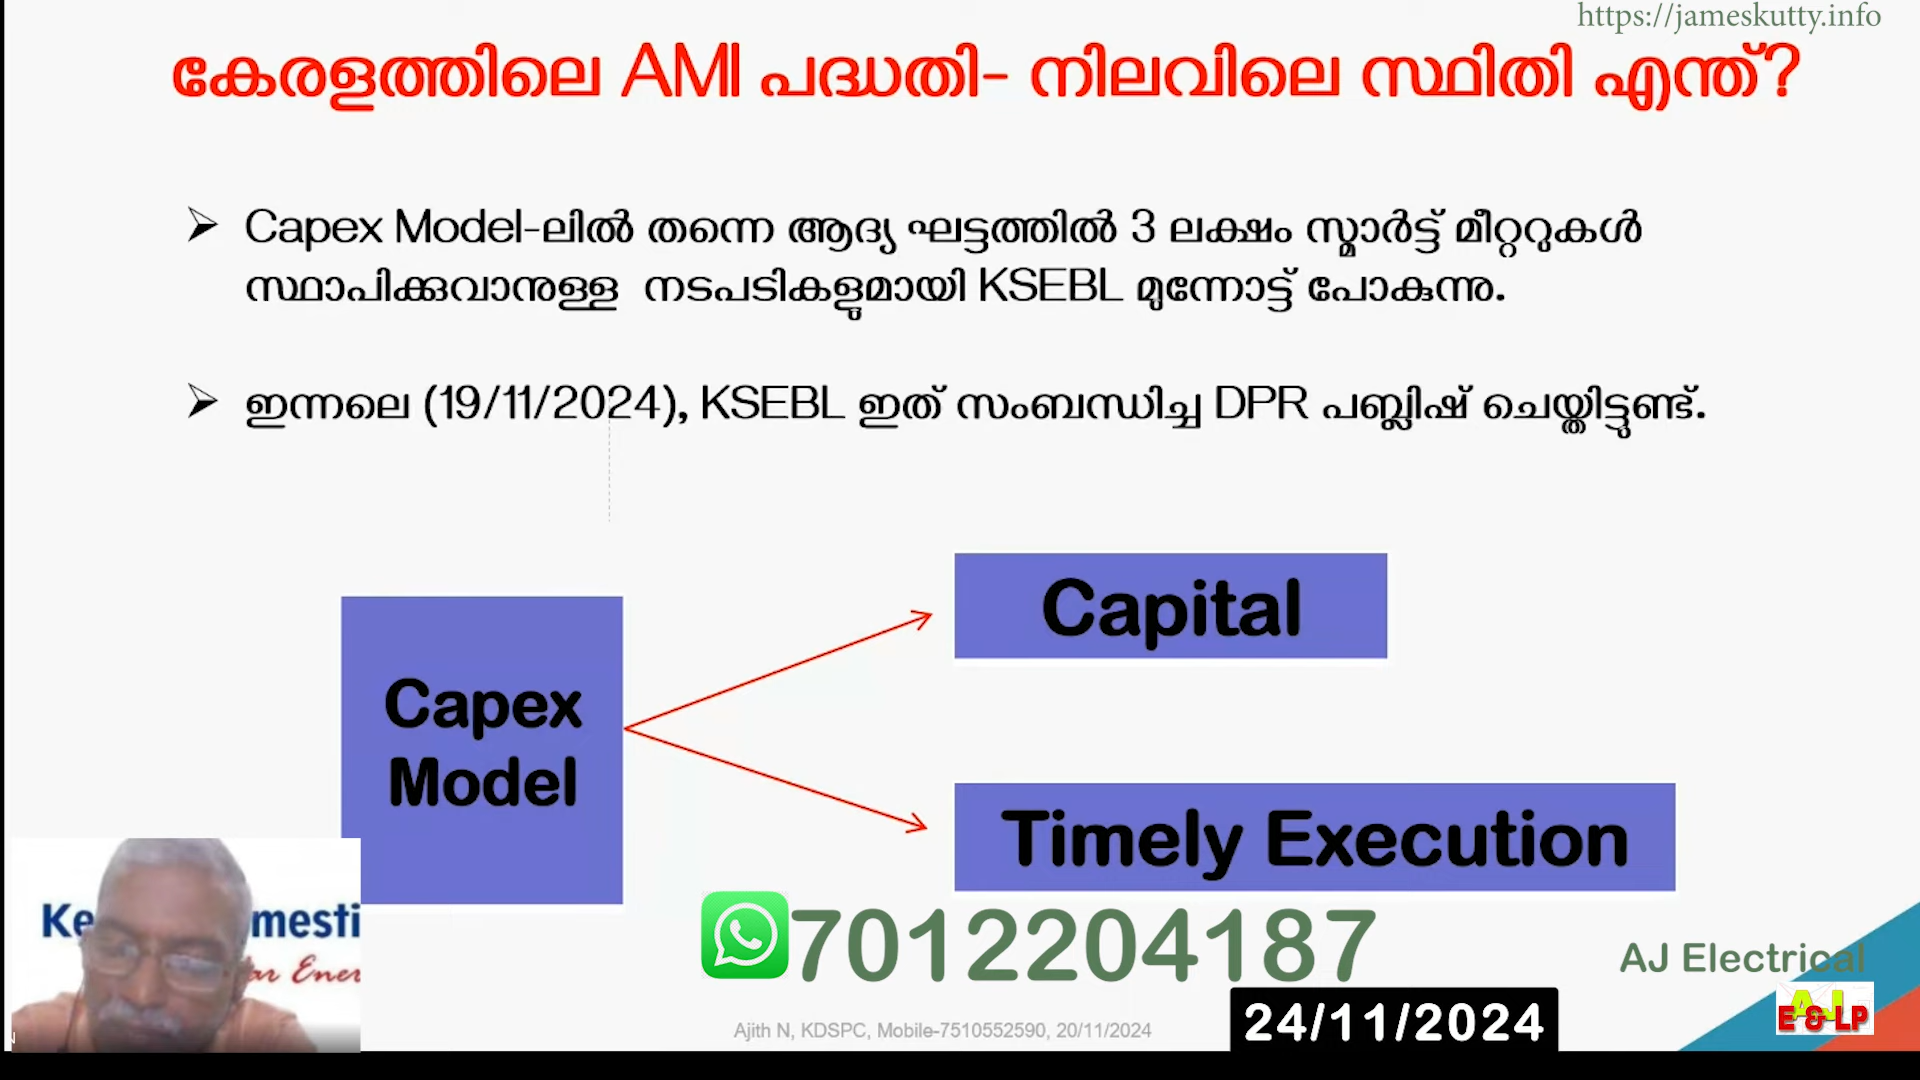 https://jameskutty.info
കേരളത്തിലെ AMI പദ്ധതി- നിലവിലെ സ്ഥിതി എന്ത്?
➢ Capex Model-ലിൽ തന്നെ ആദ്യ ഘട്ടത്തിൽ 3 ലക്ഷം സ്മാർട്ട് മീറ്ററുകൾ
സ്ഥാപിക്കുവാനുള്ള നടപടികളുമായി KSEBL മുന്നോട്ട് പോകുന്നു.
➢ ഇന്നലെ (19/11/2024), KSEBL ഇത് സംബന്ധിച്ച DPR പബ്ലിഷ് ചെയ്തിട്ടുണ്ട്.
Capital
Capex
Model
Timely Execution
7012204187
AJ Electrical
AJ
E & LP
Ajith N, KDSPC, Mobile-7510552590, 20/11/2024
24/11/2024